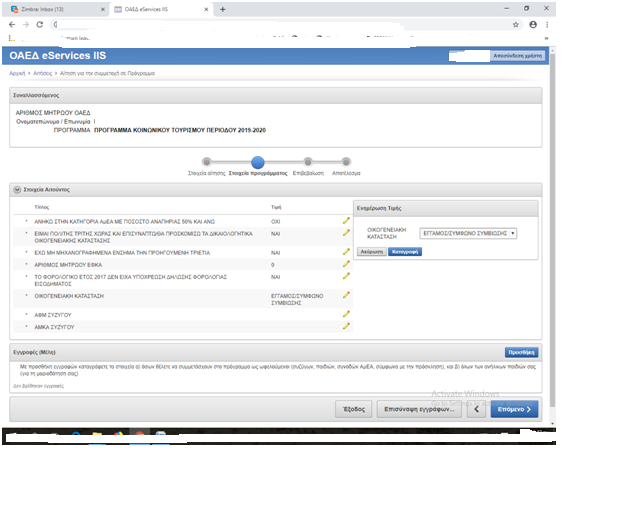 Zimbra: Inbox (13)
ΟΑΕΔ eServices IIS
ΟΑΕΔ eServices IIS
Αποσύνδεση χρήστη
Αρχική > Αιτήσεις > Αίτηση για την συμμετοχή σε Πρόγραμμα
Συναλλασσόμενος
ΑΡΙΘΜΟΣ ΜΗΤΡΩΟΥ ΟΑΕΔ
Ονοματεπώνυμο / Επωνυμία
ΠΡΟΓΡΑΜΜΑ ΠΡΟΓΡΑΜΜΑ ΚΟΙΝΩΝΙΚΟΥ ΤΟΥΡΙΣΜΟΥ ΠΕΡΙΟΔΟΥ 2019-2020
Στοιχεία αίτησης Στοιχεία προγράμματος Επιβεβαίωση Αποτέλεσμα
Στοιχεία Αιτούντος
Τίτλος Τιμή
* ΑΝΗΚΩ ΣΤΗΝ ΚΑΤΗΓΟΡΙΑ ΑμΕΑ ΜΕ ΠΟΣΟΣΤΟ ΑΝΑΠΗΡΙΑΣ 50% ΚΑΙ ΑΝΩ ΟΧΙ
* ΕΙΜΑΙ ΠΟΛΙΤΗΣ ΤΡΙΤΗΣ ΧΩΡΑΣ ΚΑΙ ΕΠΙΣΥΝΑΠΤΩ/ΘΑ ΠΡΟΣΚΟΜΙΣΩ ΤΑ ΔΙΚΑΙΟΛΟΓΗΤΙΚΑ ΝΑΙ
ΟΙΚΟΓΕΝΕΙΑΚΗΣ ΚΑΤΑΣΤΑΣΗΣ
* ΕΧΩ ΜΗ ΜΗΧΑΝΟΓΡΑΦΗΜΕΝΑ ΕΝΣΗΜΑ ΤΗΝ ΠΡΟΗΓΟΥΜΕΝΗ ΤΡΙΕΤΙΑ ΝΑΙ
* ΑΡΙΘΜΟΣ ΜΗΤΡΩΟΥ ΕΦΚΑ 0
* ΤΟ ΦΟΡΟΛΟΓΙΚΟ ΕΤΟΣ 2017 ΔΕΝ ΕΙΧΑ ΥΠΟΧΡΕΩΣΗ ΔΗΛΩΣΗΣ ΦΟΡΟΛΟΓΙΑΣ ΝΑΙ
ΕΙΣΟΔΗΜΑΤΟΣ
* ΟΙΚΟΓΕΝΕΙΑΚΗ ΚΑΤΑΣΤΑΣΗ ΕΓΓΑΜΟΣ/ΣΥΜΦΩΝΟ
ΣΥΜΒΙΩΣΗΣ
* ΑΦΜ ΣΥΖΥΓΟΥ
* ΑΜΚΑ ΣΥΖΥΓΟΥ
Ενημέρωση Τιμής
ΟΙΚΟΓΕΝΕΙΑΚΗ
ΚΑΤΑΣΤΑΣΗ
ΕΓΓΑΜΟΣ/ΣΥΜΦΩΝΟ ΣΥΜΒΙΩΣΗΣ
Ακύρωση Καταγραφή
Εγγραφές (Μέλη) Προσθήκη
Με προσθήκη εγγραφών καταγράφετε τα στοιχεία α) όσων θέλετε να συμμετάσχουν στο πρόγραμμα ως ωφελούμενοι (συζύγων, παιδιών, συνοδών ΑμΕΑ, σύμφωνα με την πρόσκληση), και β) όλων των ανήλικων παιδιών σας
(για τη μοριοδότηση σας)
Δεν βρέθηκαν εγγραφές
Activate Windows
Go to Settings to
Έξοδος Επισύναψη εγγράφων... Επόμενο